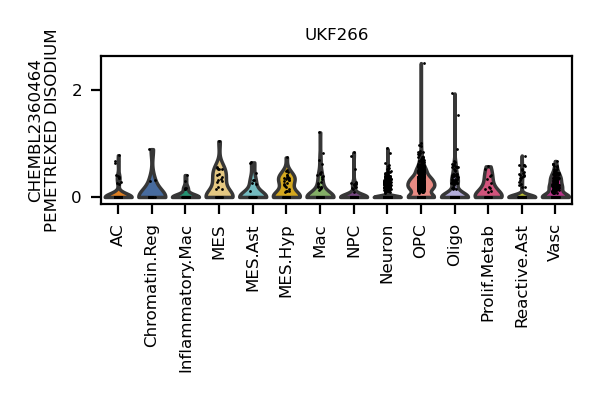 UKF266
CHEMBL2360464
PEMETREXED DISODIUM
2
0
AC
Chromatin.Reg
Inflammatory.Mac
MES
MES.Ast
MES.Hyp
Mac
NPC
Neuron
OPC
Oligo
Prolif.Metab
Reactive.Ast
Vasc